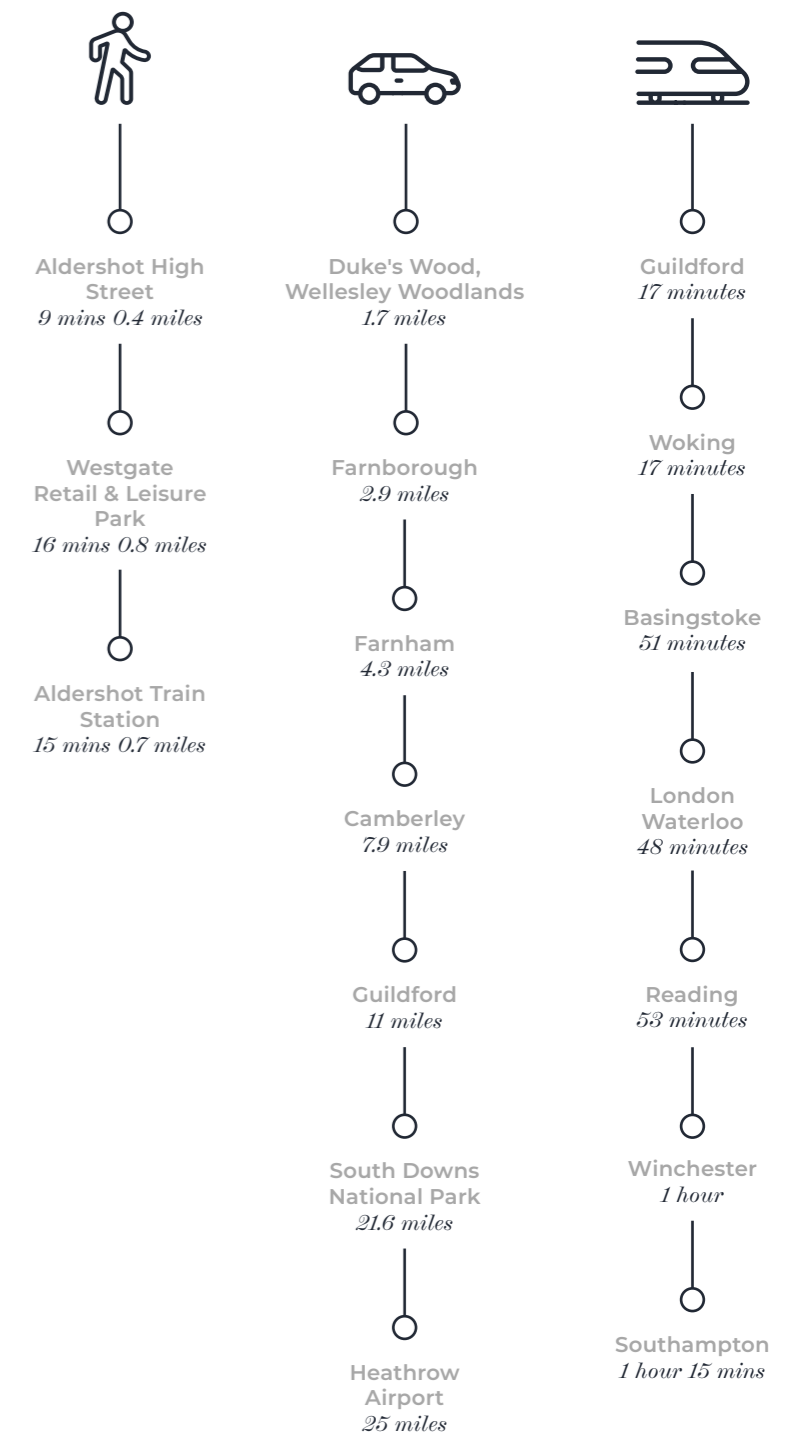 Aldershot High
Street
9 mins 0.4 miles
Westgate
Retail & Leisure
Park
16 mins 0.8 miles
Aldershot Train
Station
15 mins 0.7 miles
Duke's Wood,
Wellesley Woodlands
1.7 miles
Farnborough
2.9 miles
Farnham
4.3 miles
Camberley
7.9 miles
Guildford
11 miles
South Downs
National Park
21.6 miles
Heathrow
Airport
25 miles
Guildford
17 minutes
Woking
17 minutes
Basingstoke
51 minutes
London
Waterloo
48 minutes
Reading
53 minutes
Winchester
1 hour
Southampton
1 hour 15 mins